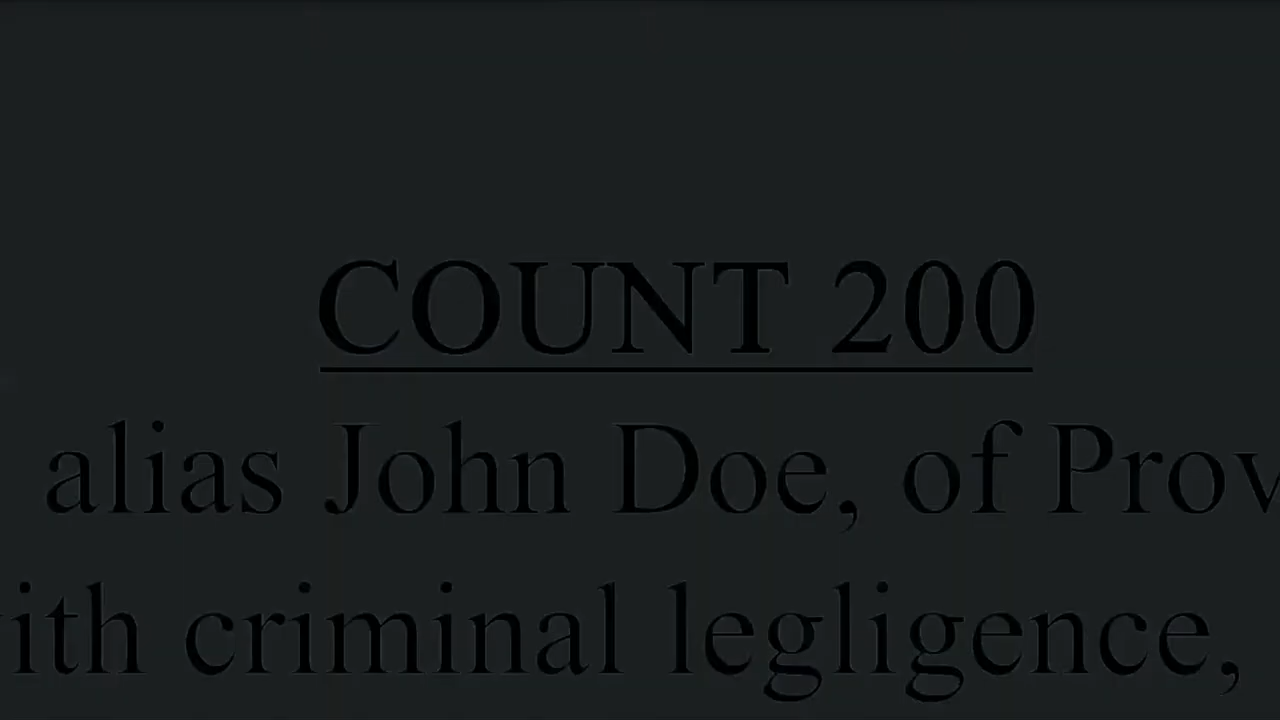 COUNT 200
alias John Doe, of Prov
ith criminal legligence,